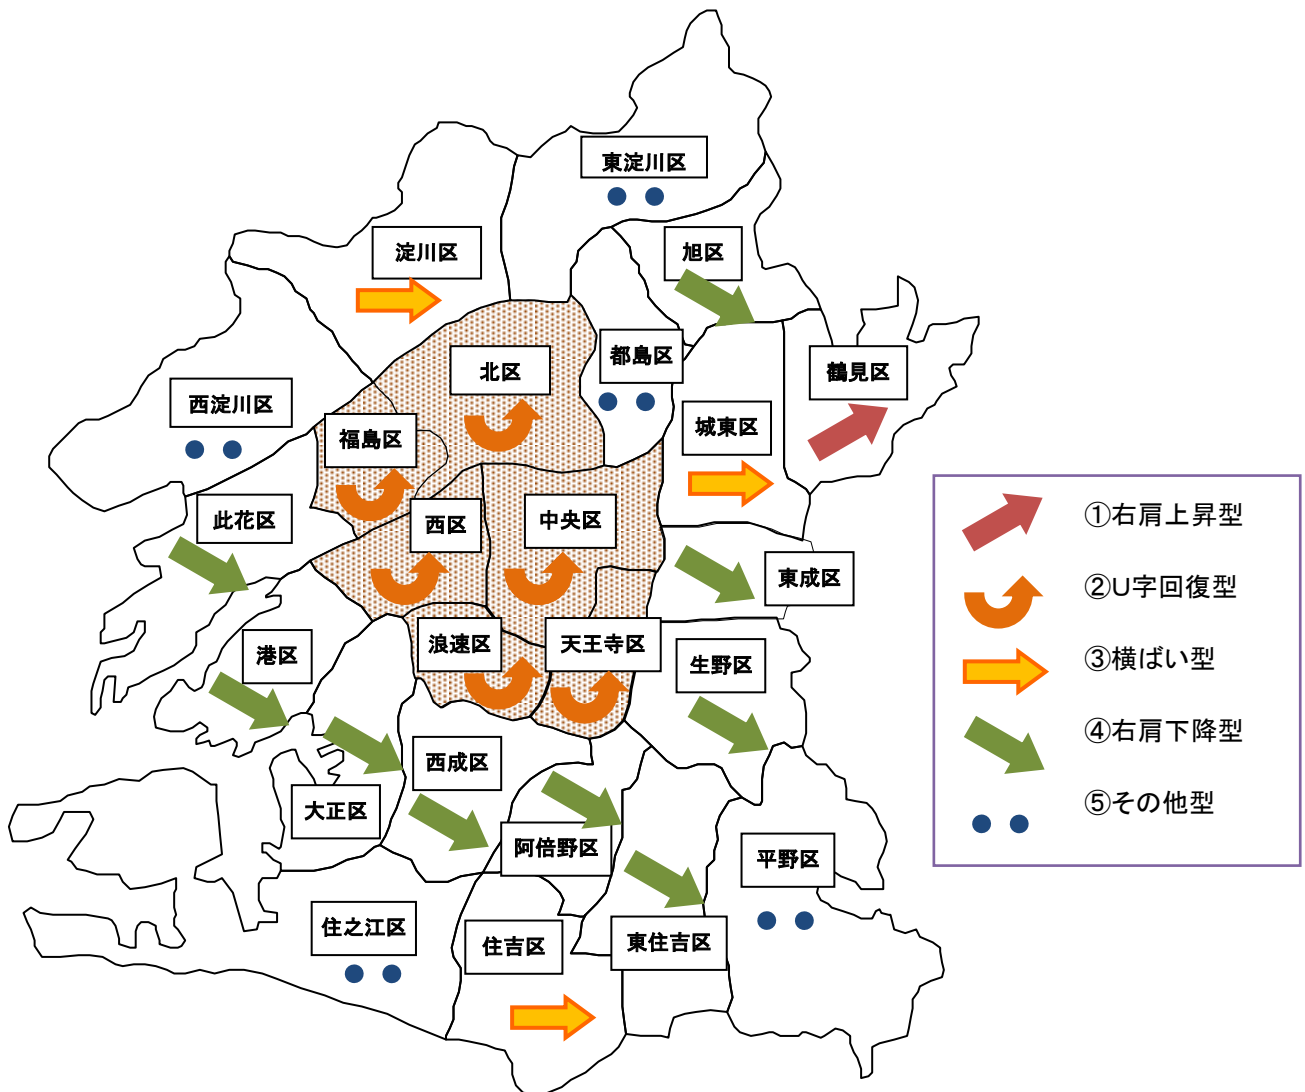 東淀川区
淀川区
旭区
都島区
北区
鶴見区
西淀川区
城東区
福島区
此花区
西区
中央区
東成区
港区
浪速区
天王寺区
生野区
西成区
大正区
阿倍野区
平野区
住之江区
住吉区
東住吉区
①右肩上昇型
②U字回復型
③横ばい型
④右肩下降型
⑤その他型